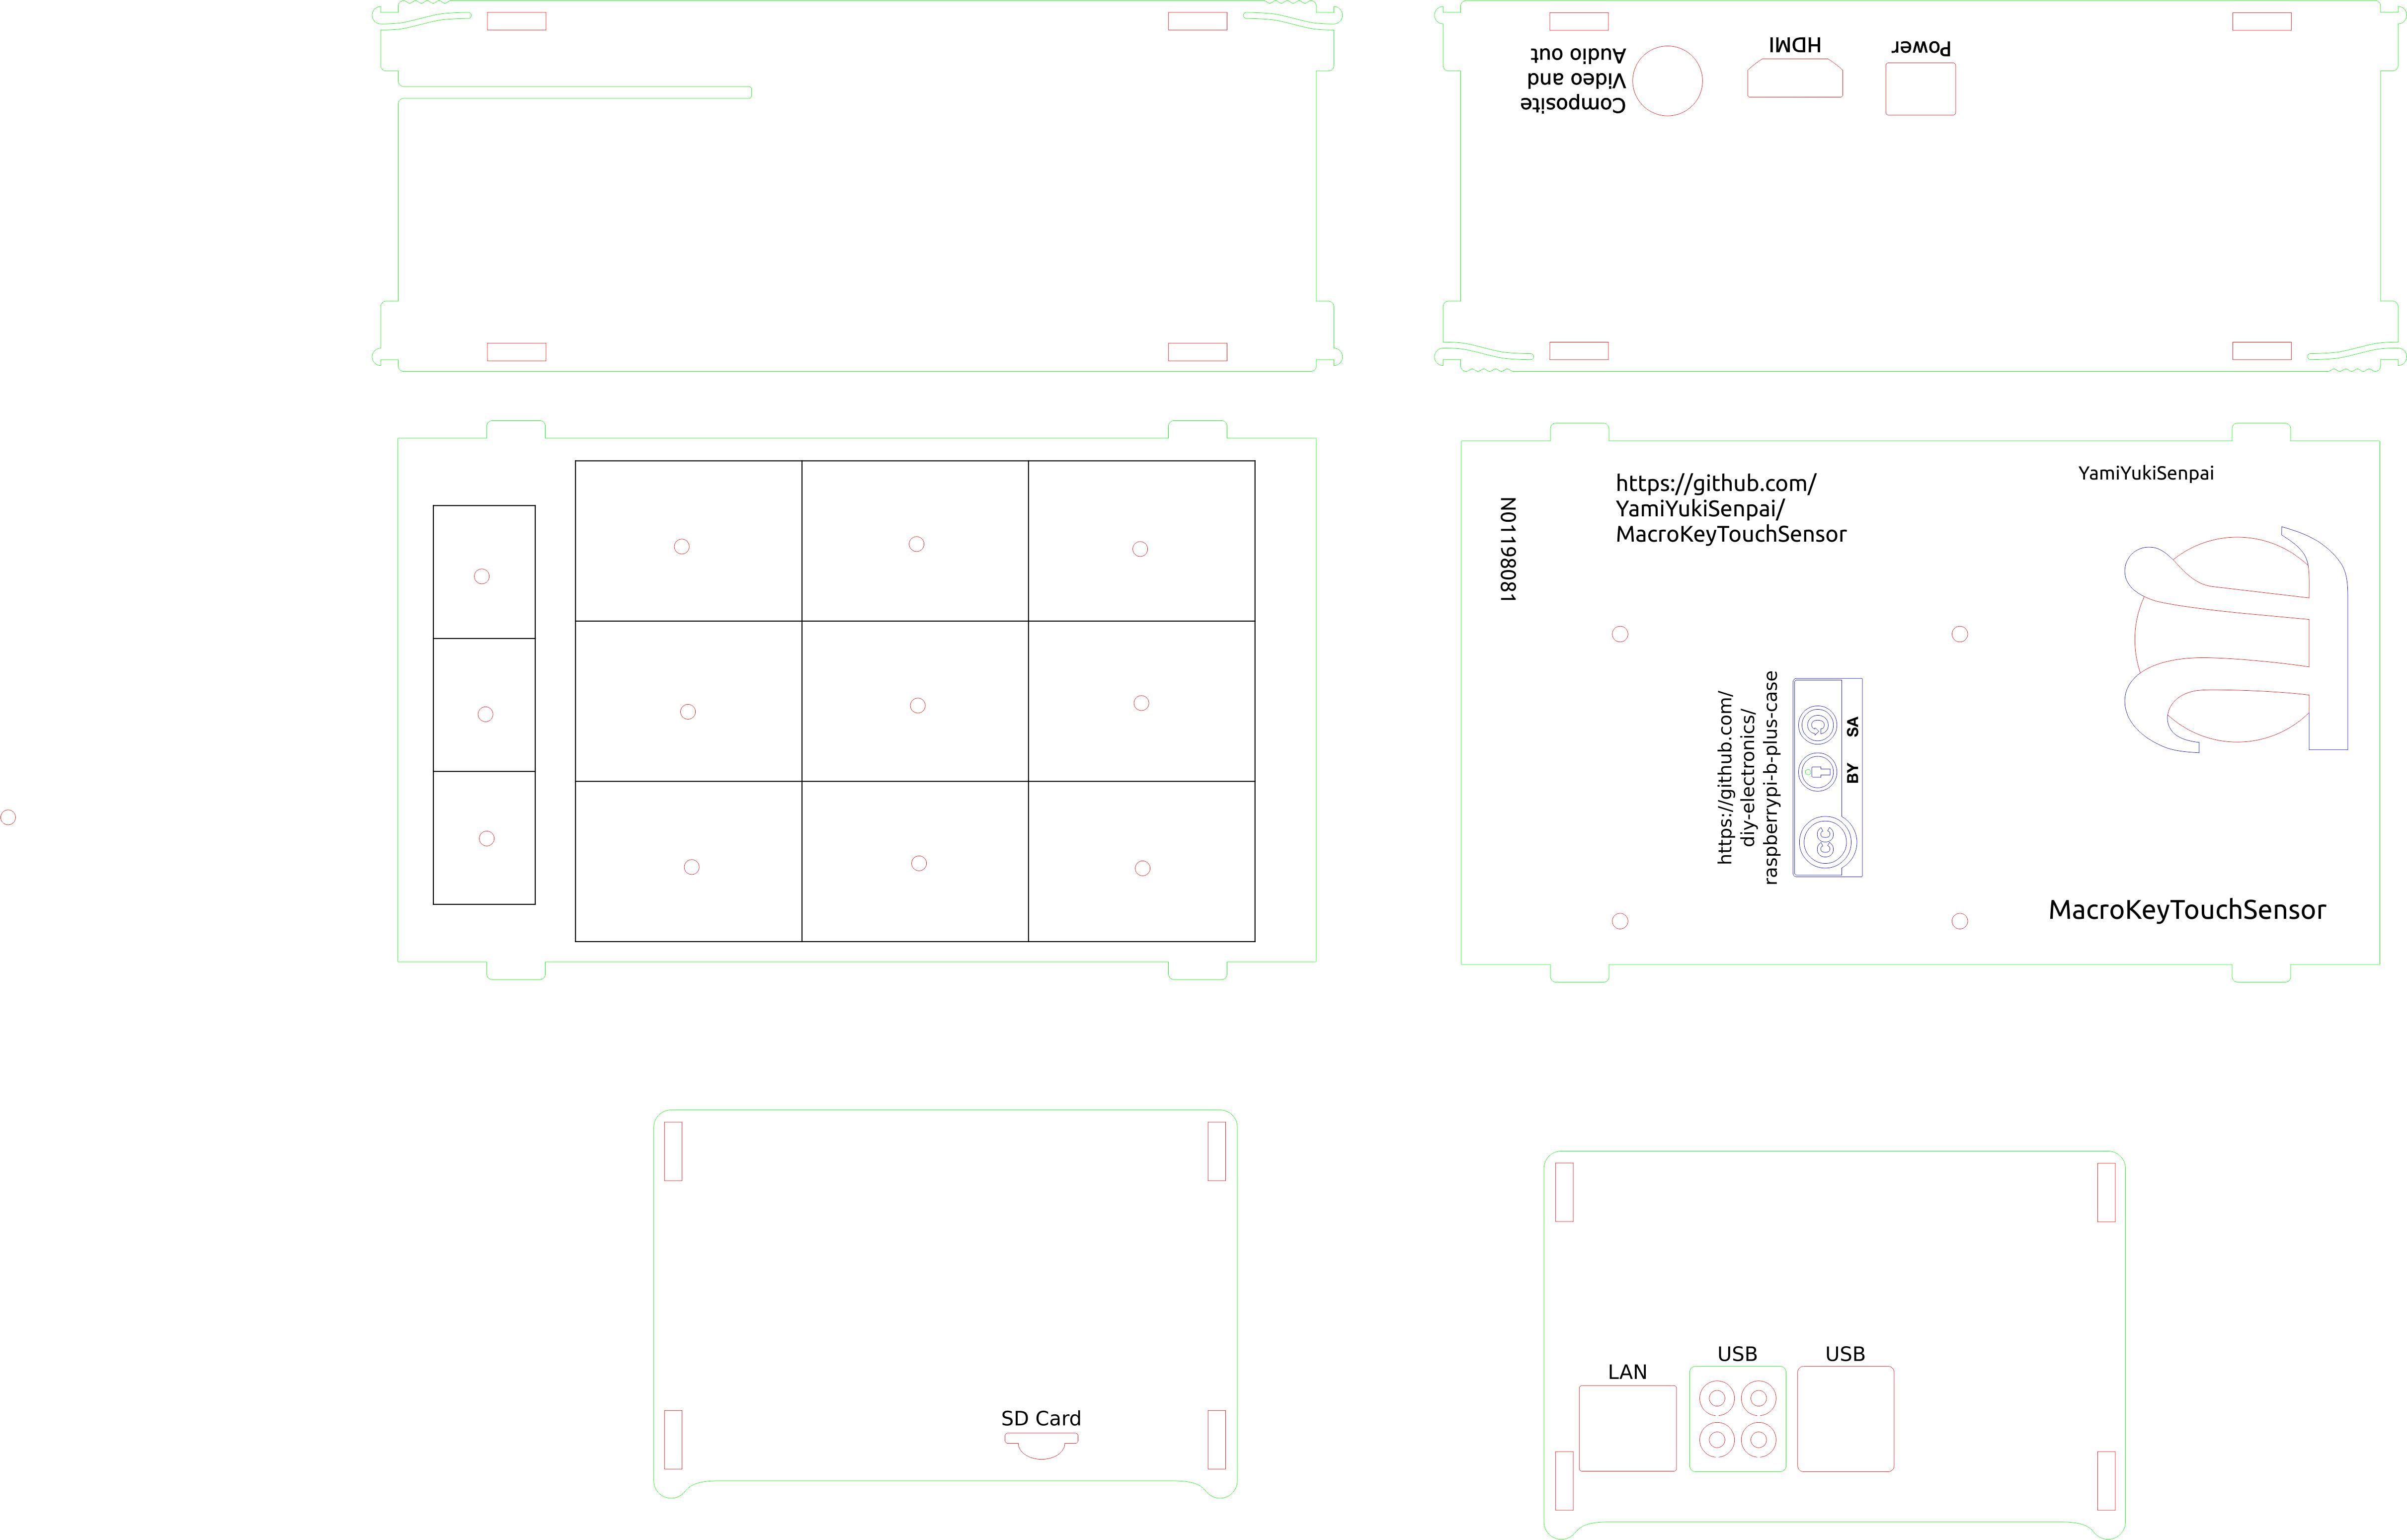 Composite
Video and
Audio out
HDMI
Power
https://github.com/
YamiYukiSenpai/
MacroKeyTouchSensor
YamiYukiSenpai
N01198081
https://github.com/
diy-electronics/
raspberrypi-b-plus-case
SA
BY
cc
MacroKeyTouchSensor
SD Card
LAN
USB
USB